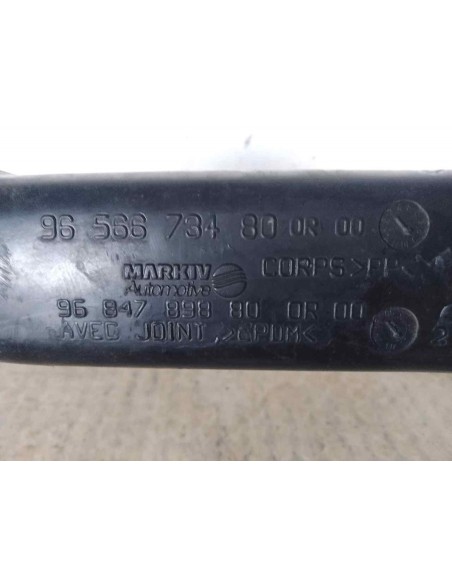 96 566 734 80 OR 00
MARKIV
Automotive
CORPS >PP<
96 847 898 80 OR 00
AVEC JOINT >EPDM<
2